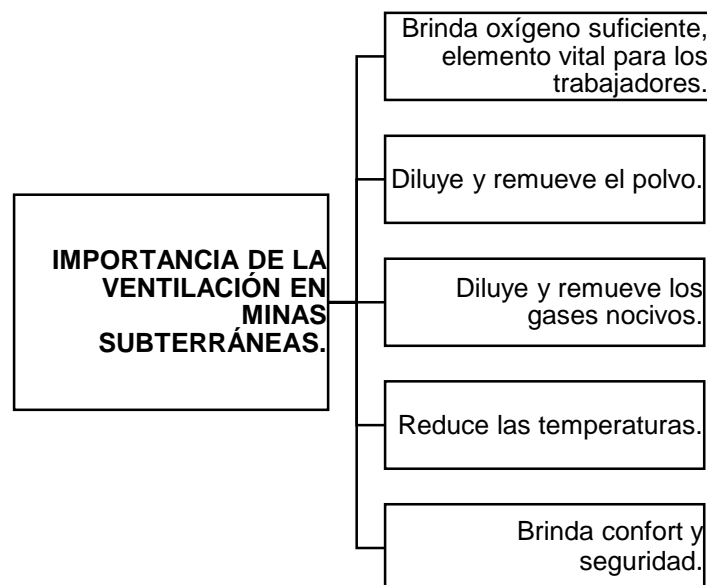 IMPORTANCIA DE LA
VENTILACIÓN EN
MINAS
SUBTERRÁNEAS.
Brinda oxígeno suficiente,
elemento vital para los
trabajadores.
Diluye y remueve el polvo.
Diluye y remueve los
gases nocivos.
Reduce las temperaturas.
Brinda confort y
seguridad.